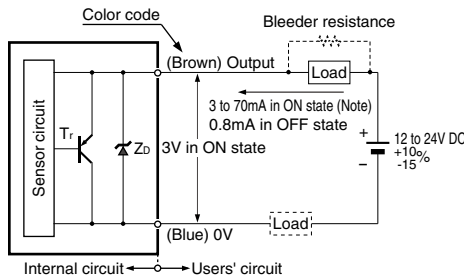 Color code
Bleeder resistance
(Brown) Output
Load
3 to 70mA in ON state (Note)
0.8mA in OFF state
Sensor circuit
Tr
ZD
3V in ON state
+
−
12 to 24V DC
+10%
-15
(Blue) 0V
Load
Internal circuit
Users' circuit